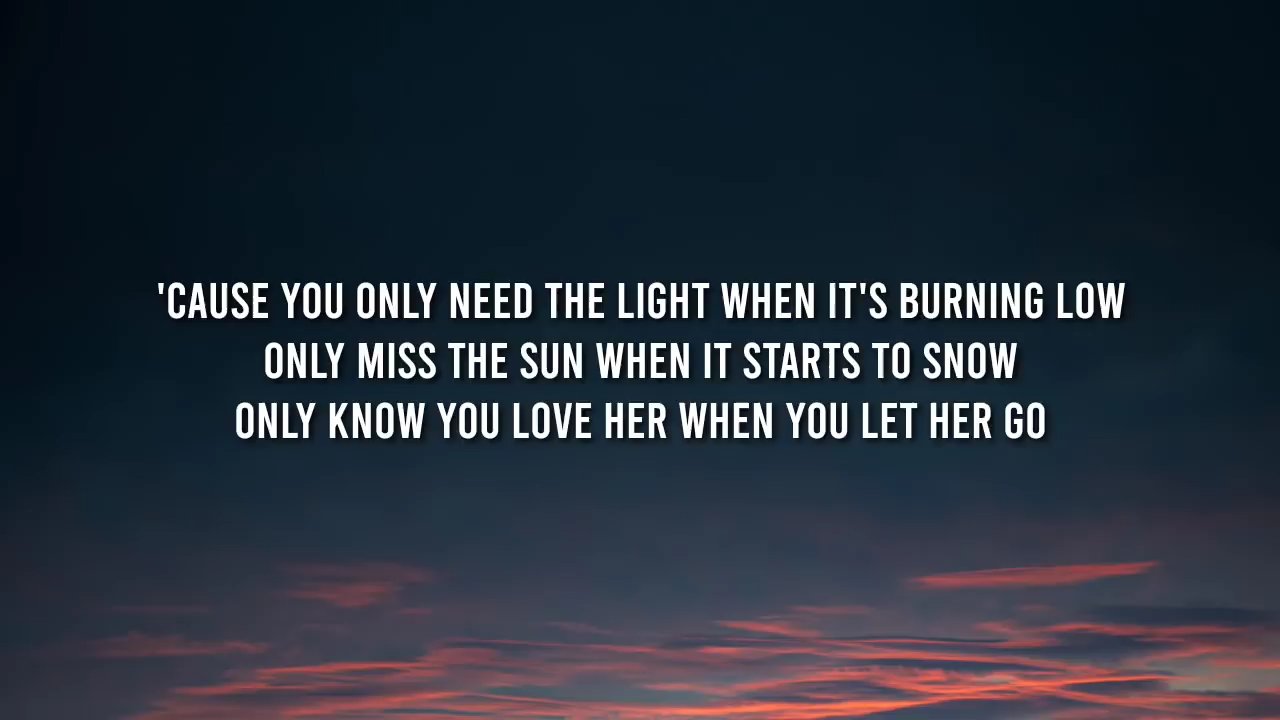 'CAUSE YOU ONLY NEED THE LIGHT WHEN IT'S BURNING LOW
ONLY MISS THE SUN WHEN IT STARTS TO SNOW
ONLY KNOW YOU LOVE HER WHEN YOU LET HER GO